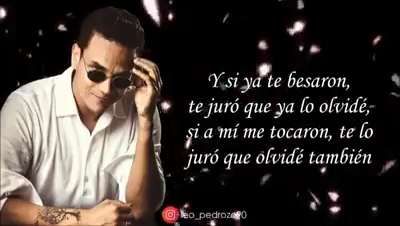 Y si ya te besaron,
te juró que ya lo olvidé,
si a mí me tocaron, te lo
juró que olvidé también
leo_pedroza90